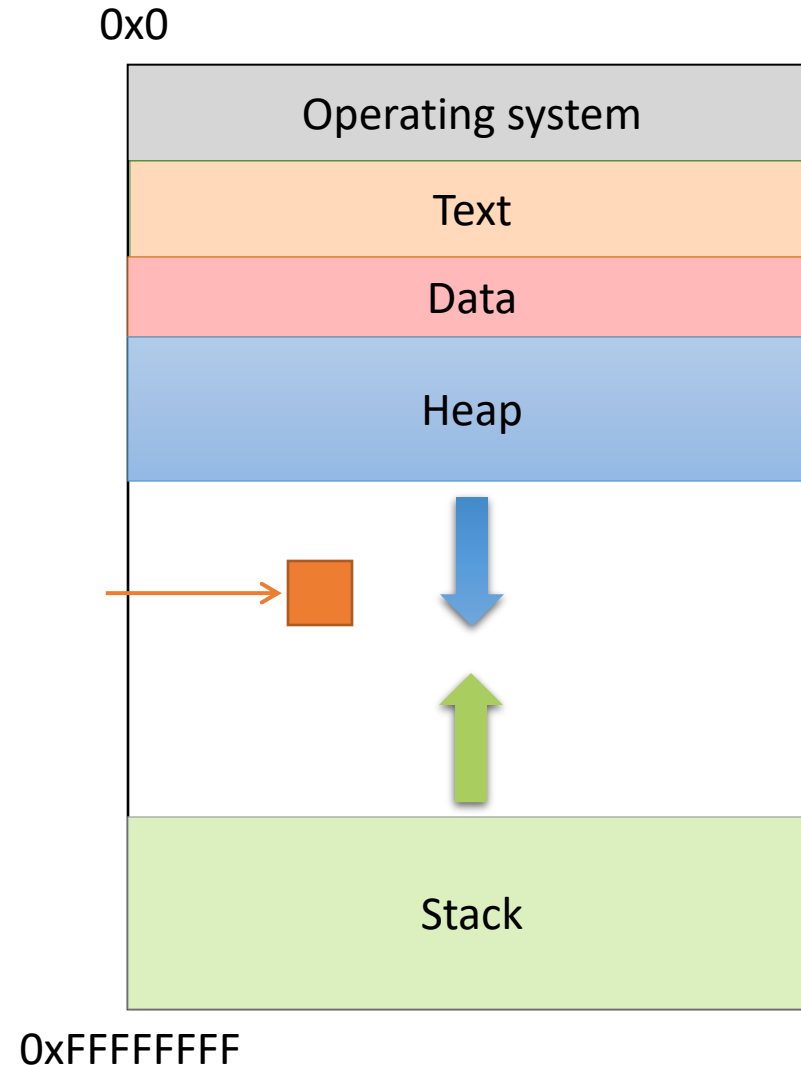 0x0
Operating system
Text
Data
Heap
Stack
0xFFFFFFFF